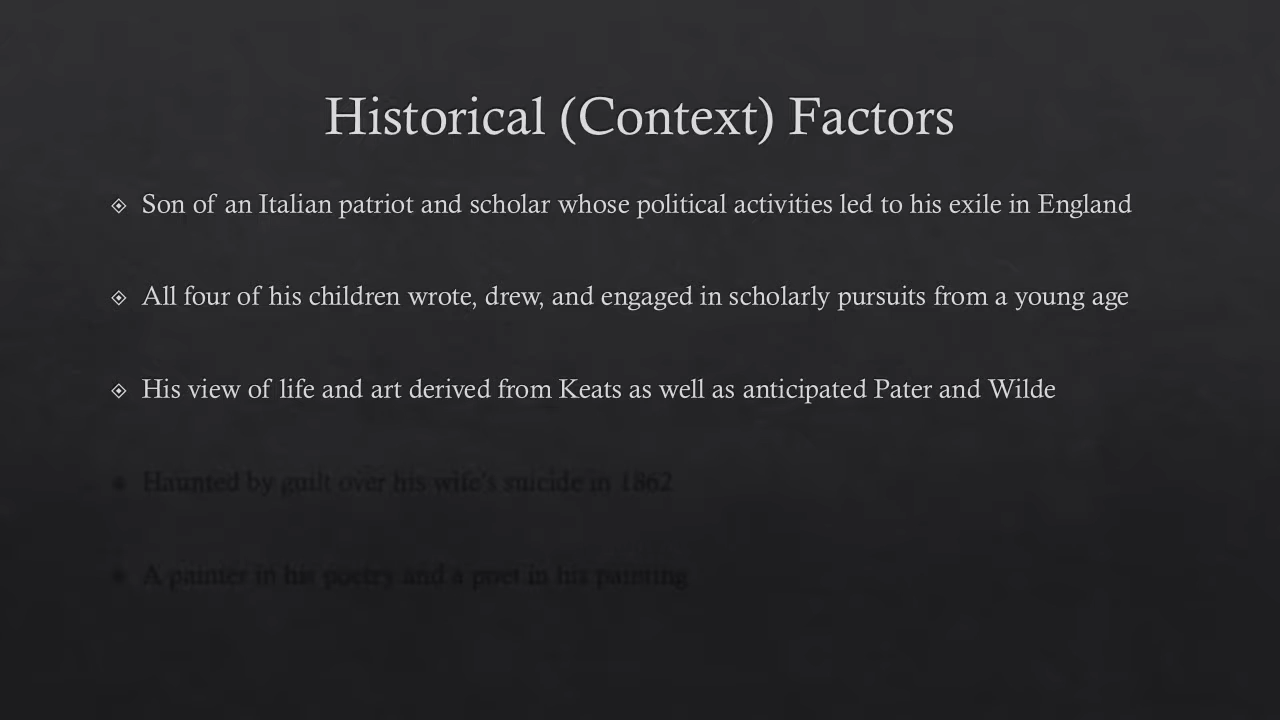 Historical (Context) Factors
Son of an Italian patriot and scholar whose political activities led to his exile in England
All four of his children wrote, drew, and engaged in scholarly pursuits from a young age
His view of life and art derived from Keats as well as anticipated Pater and Wilde
Haunted by guilt over his wife's suicide in 1862
A painter in his poetry and a poet in his painting